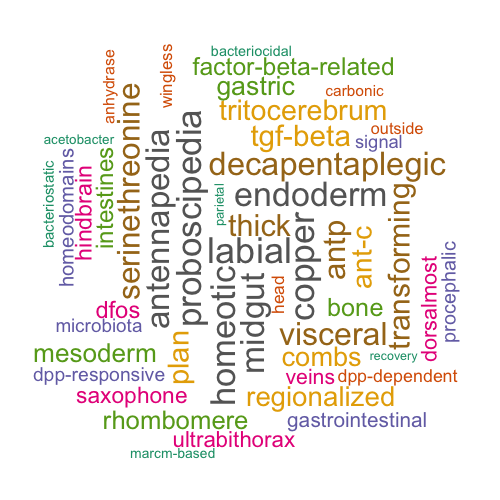 bacteriocidal
factor-beta-related
gastric
carbonic
anhydrase
wingless
tritocerebrum
tgf-beta
outside
signal
acetobacter
decapentaplegic
bacteriostatic
homeodomains
hindbrain
intestines
serinethreonine
antennapedia
proboscipedia
parietal
endoderm
thick
labial
copper
antp
ant-c
transforming
procephalic
dorsalmost
homeotic
midgut
head
bone
dfos
microbiota
visceral
mesoderm
plan
combs
recovery
dpp-responsive
veins
dpp-dependent
saxophone
regionalized
rhombomere
gastrointestinal
ultrabithorax
marcm-based